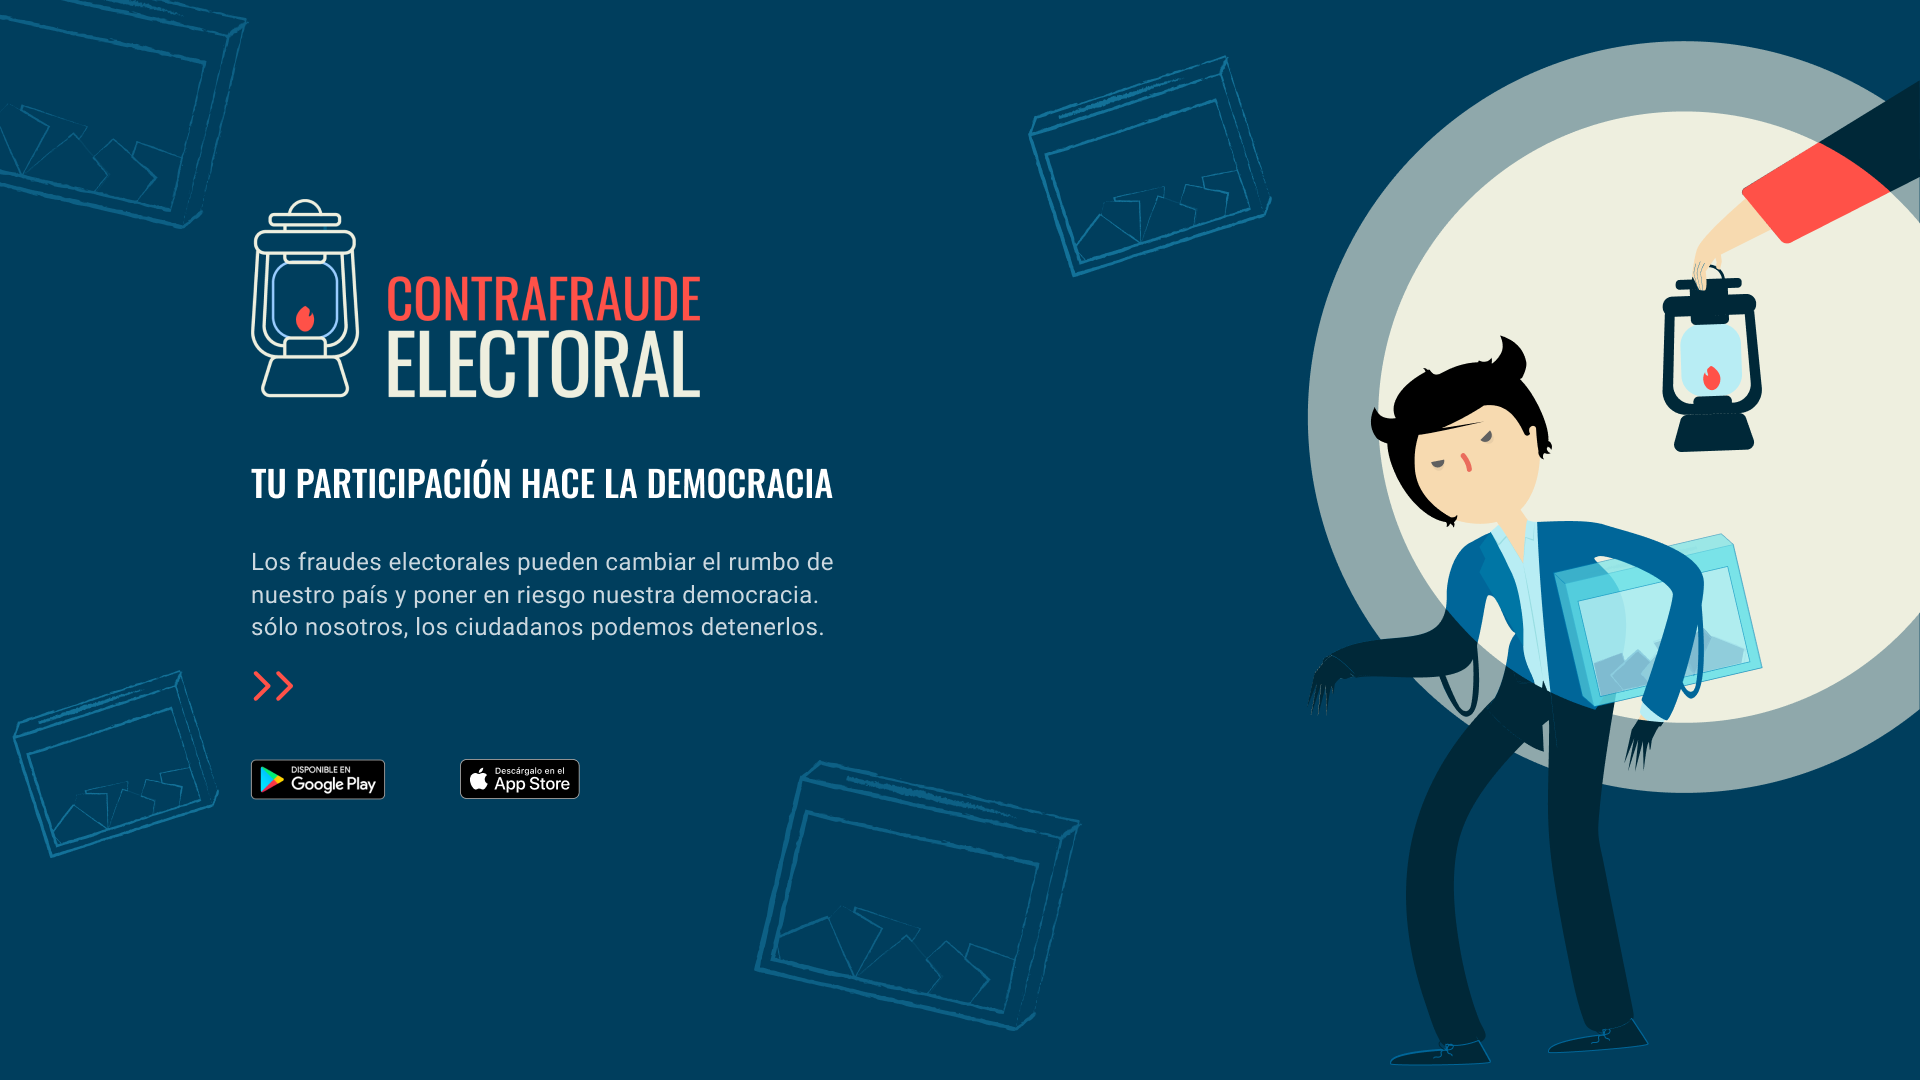 CONTRAFRAUDE
ELECTORAL
TU PARTICIPACIÓN HACE LA DEMOCRACIA
Los fraudes electorales pueden cambiar el rumbo de
nuestro país y poner en riesgo nuestra democracia.
sólo nosotros, los ciudadanos podemos detenerlos.
DISPONIBLE EN
Google Play
Descárgalo en el
App Store